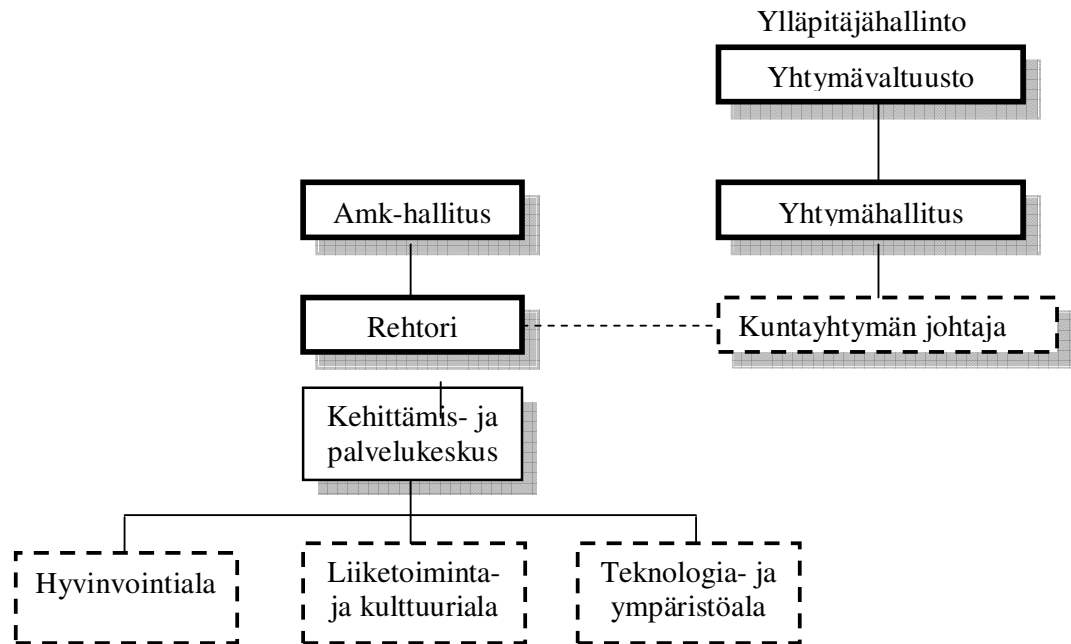 Ylläpitäjähallinto
Yhtymävaltuusto
Amk-hallitus
Yhtymähallitus
Rehtori
Kuntayhtymän johtaja
Kehittämis- ja
palvelukeskus
Hyvinvointiala
Liiketoiminta-
ja kulttuuriala
Teknologia- ja
ympäristöala